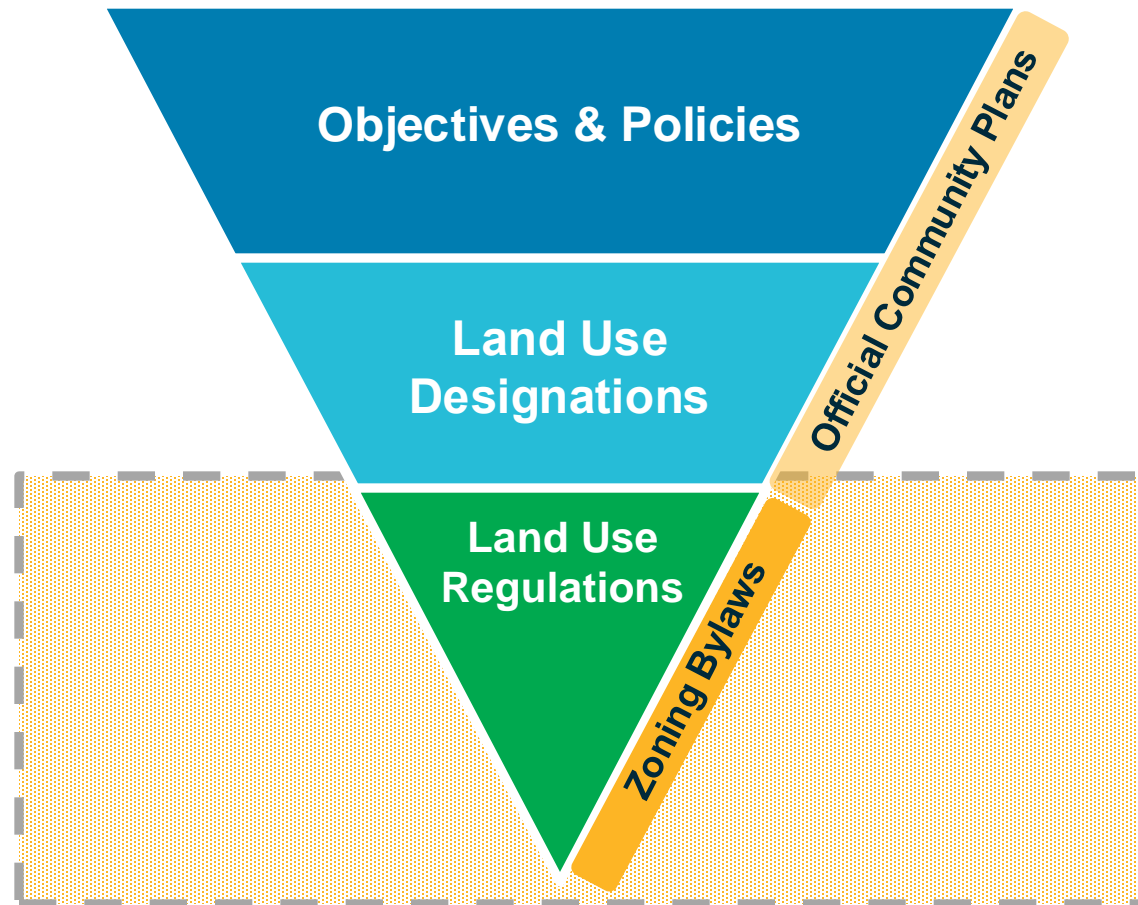 Objectives & Policies
Official Community Plans
Land Use
Designations
Land Use
Regulations
Zoning Bylaws